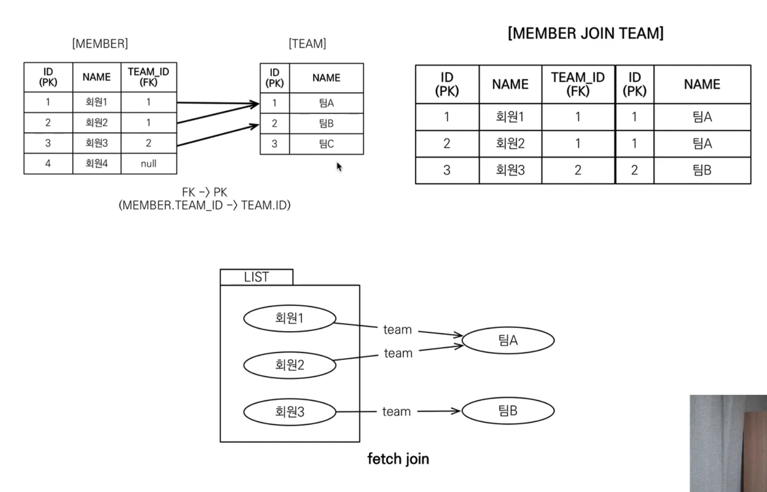 [MEMBER JOIN TEAM]
[MEMBER]
[TEAM]
ID (PK) NAME TEAM_ID (FK)
1 회원1 1
2 회원2 1
3 회원3 2
4 회원4 null
ID (PK) NAME
1 팀A
2 팀B
3 팀C
FK -> PK
(MEMBER.TEAM_ID -> TEAM.ID)
ID (PK) NAME TEAM_ID (FK) ID (PK) NAME
1 회원1 1 1 팀A
2 회원2 1 1 팀A
3 회원3 2 2 팀B
LIST
회원1
team
팀A
회원2
team
회원3
team
팀B
fetch join